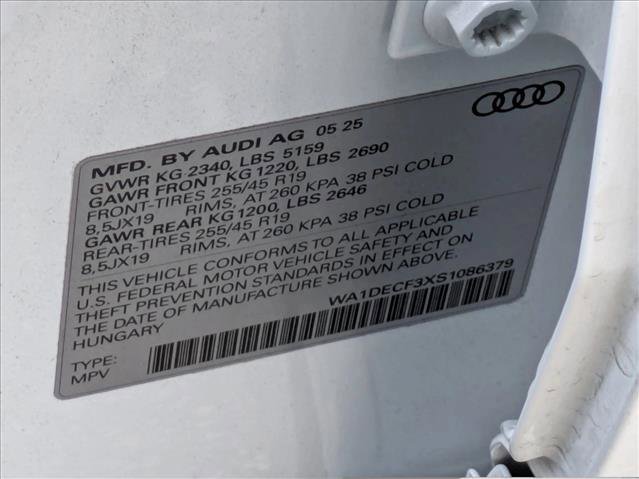 MFD. BY AUDI AG 05 25
GVWR KG 2340, LBS 5159
GAWR FRONT KG 1220, LBS 2690
FRONT-TIRES 255/45 R19
8,5JX19 RIMS, AT 260 KPA 38 PSI COLD
GAWR REAR KG 1200, LBS 2646
REAR-TIRES 255/45 R19
8,5JX19 RIMS, AT 260 KPA 38 PSI COLD
THIS VEHICLE CONFORMS TO ALL APPLICABLE
U.S. FEDERAL MOTOR VEHICLE SAFETY AND
THEFT PREVENTION STANDARDS IN EFFECT ON
THE DATE OF MANUFACTURE SHOWN ABOVE.
HUNGARY WA1DECF3XS1086379
TYPE:
MPV